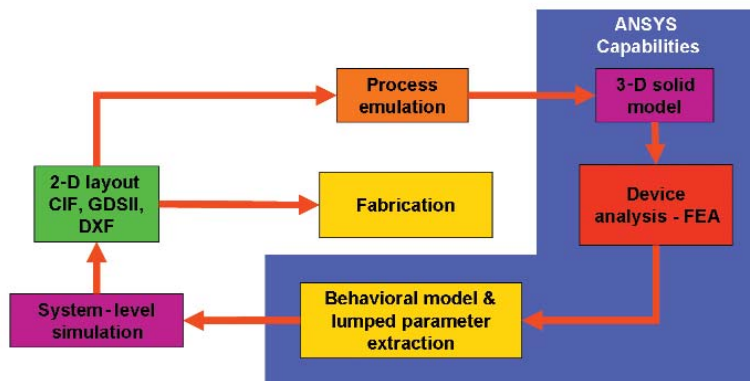 ANSYS
Capabilities
Process
emulation
3-D solid
model
2-D layout
CIF, GDSII,
DXF
Fabrication
Device
analysis - FEA
System-level
simulation
Behavioral model &
lumped parameter
extraction